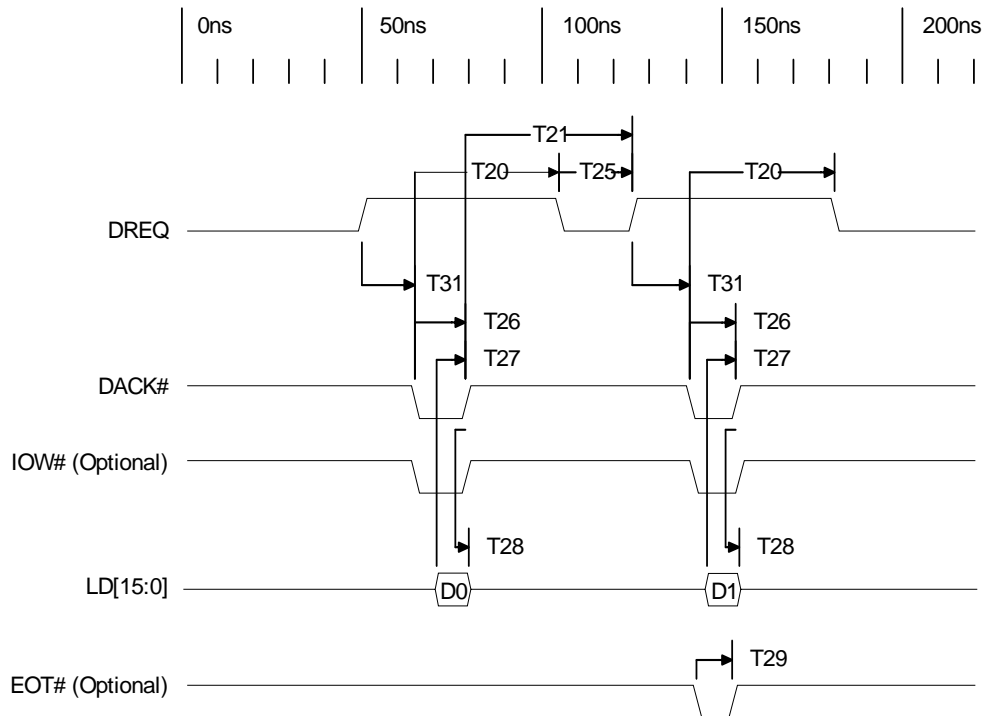 0ns 50ns 100ns 150ns 200ns
T21
T20 T25 T20
DREQ
T31 T31
T26 T26
T27 T27
DACK#
IOW# (Optional)
T28 T28
LD[15:0] D0 D1
T29
EOT# (Optional)